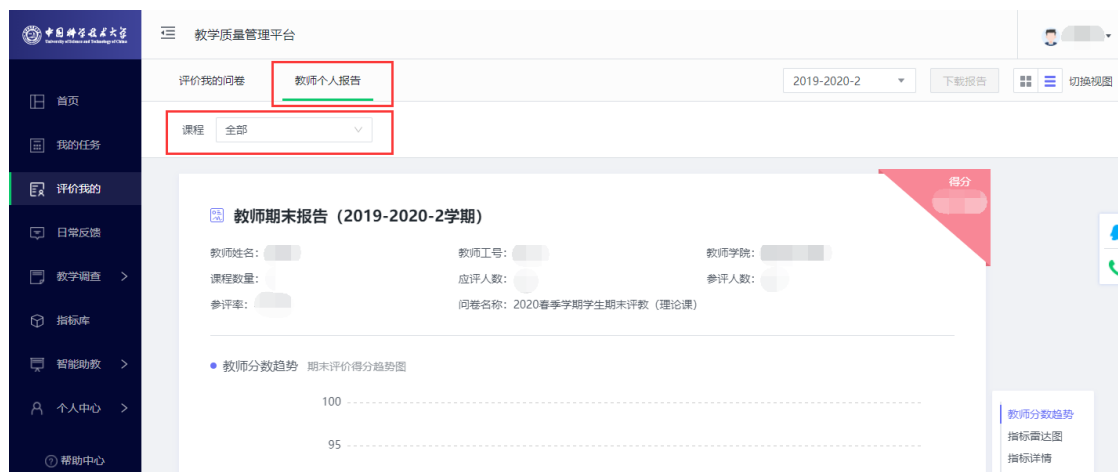 中国科学技术大学
University of Science and Technology of China
教学质量管理平台
评价我的问卷
教师个人报告
2019-2020-2
下载报告
切换视图
首页
我的任务
评价我的
日常反馈
教学调查
指标库
智能助教
个人中心
帮助中心
课程 全部
得分
教师期末报告（2019-2020-2学期）
教师姓名：
教师工号：
教师学院：
课程数量：
应评人数：
参评人数：
参评率：
问卷名称：2020春季学期学生期末评教（理论课）
教师分数趋势 期末评价得分趋势图
100
95
教师分数趋势
指标雷达图
指标详情